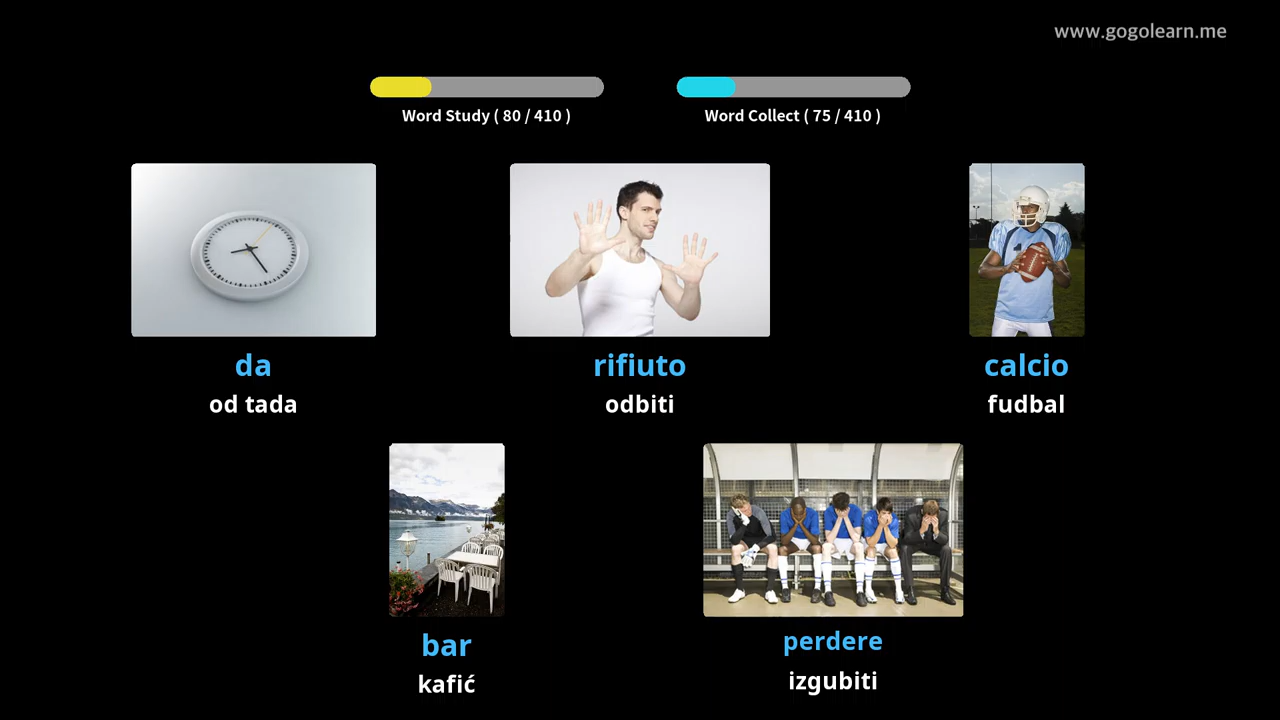 www.gogolearn.me
Word Study ( 80 / 410 )
Word Collect ( 75 / 410 )
da
od tada
rifiuto
odbiti
calcio
fudbal
bar
kafić
perdere
izgubiti